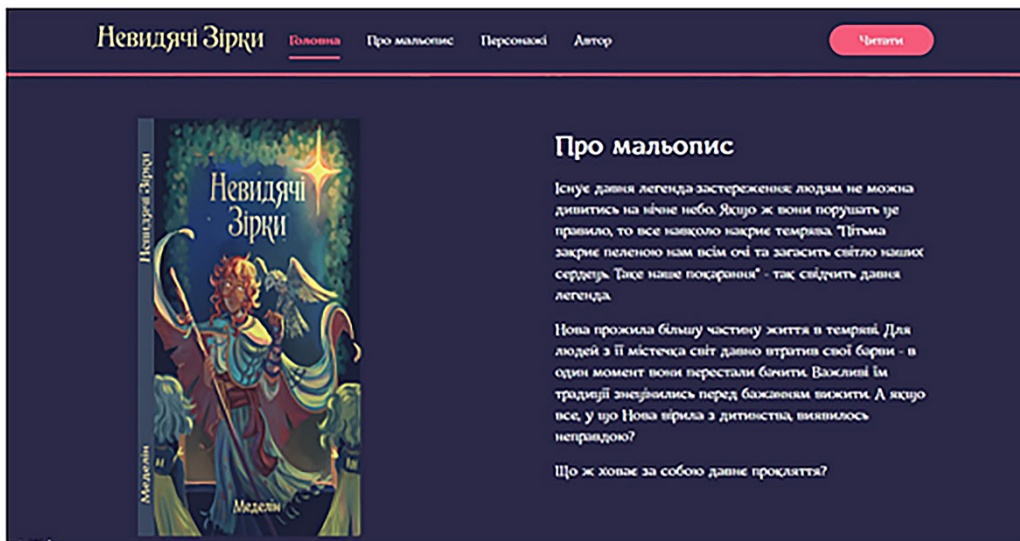 Невидячі Зірки
Головна
Про мальопис
Персонажі
Автор
Читати
Невидячі Зірки
Меделін
Невидячі
Зірки
Меделін
Про мальопис
Існує давня легенда-застереження: людям не можна
дивитись на нічне небо. Якщо ж вони порушать це
правило, то все навколо накриє темрява. "Пітьма
закриє пеленою нам всім очі та загасить світло наших
сердець. Таке наше покарання" - так свідчить давня
легенда.
Нова прожила більшу частину життя в темряві. Для
людей з її містечка світ давно втратив свої барви - в
один момент вони перестали бачити. Важливі їм
традиції знецінились перед бажанням вижити. А якщо
все, у що Нова вірила з дитинства, виявилось
неправдою?
Що ж ховає за собою давнє прокляття?